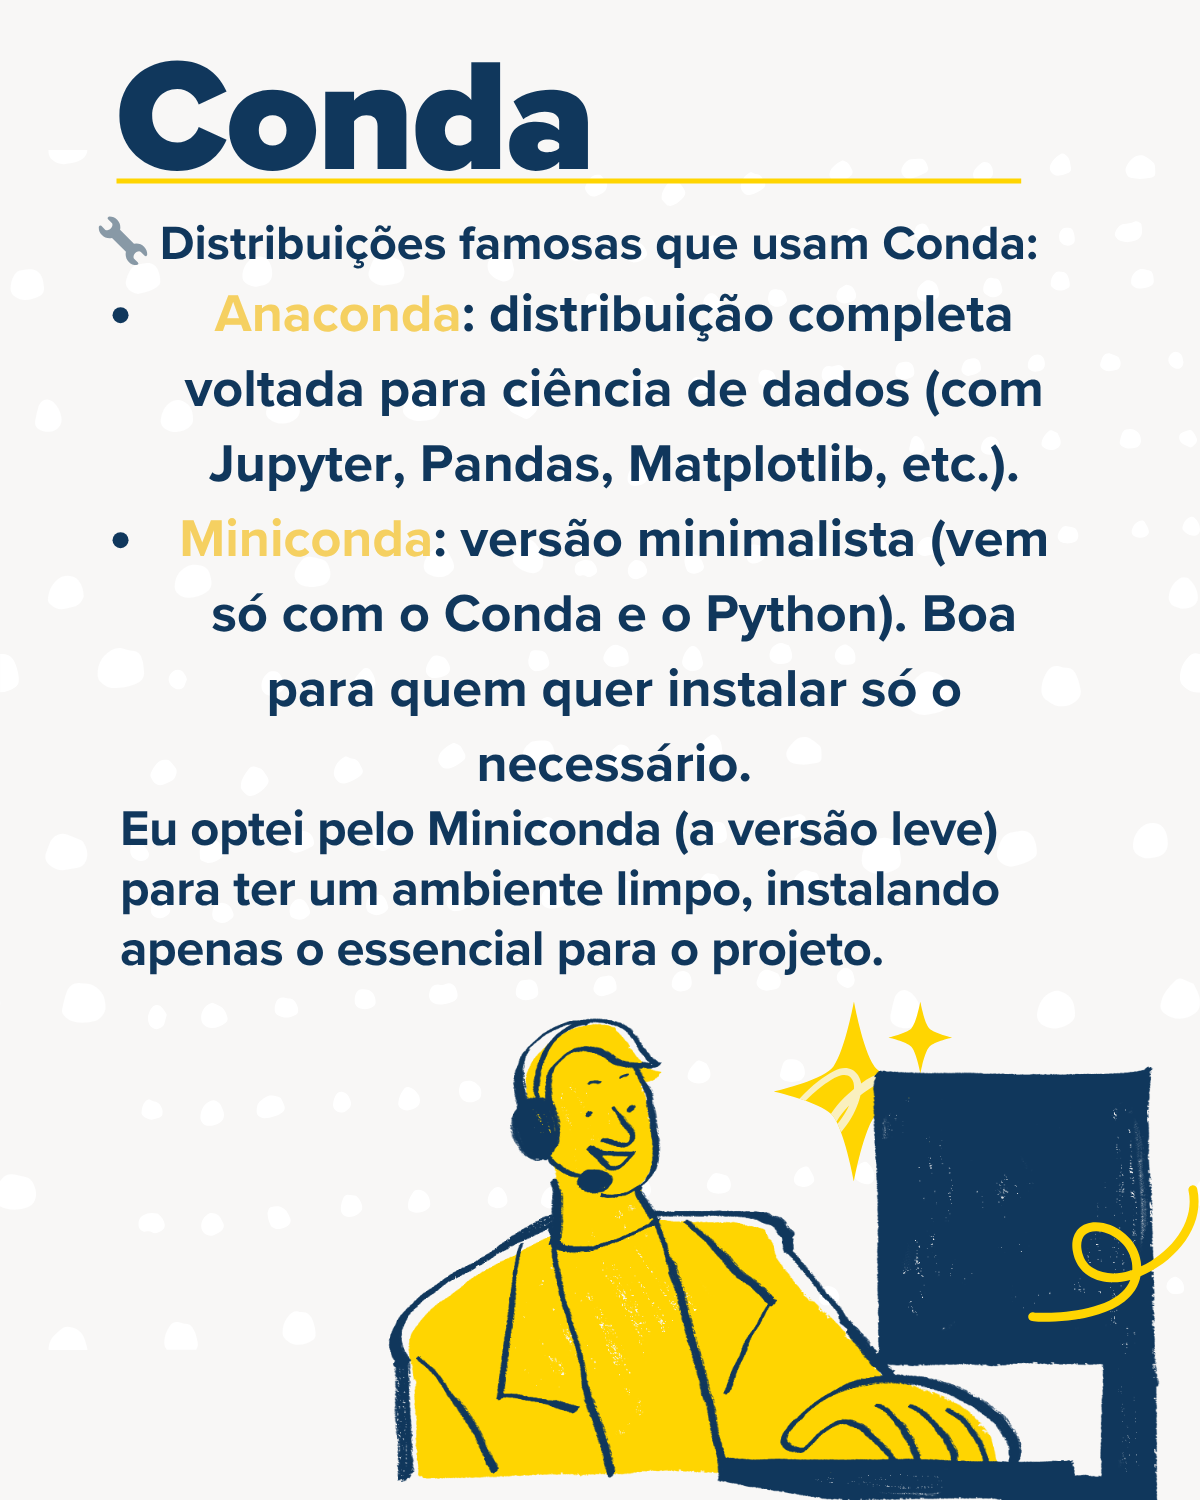 Conda
🔧 Distribuições famosas que usam Conda:
• Anaconda: distribuição completa
voltada para ciência de dados (com
Jupyter, Pandas, Matplotlib, etc.).
• Miniconda: versão minimalista (vem
só com o Conda e o Python). Boa
para quem quer instalar só o
necessário.
Eu optei pelo Miniconda (a versão leve)
para ter um ambiente limpo, instalando
apenas o essencial para o projeto.